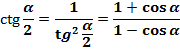 ctg α/2 = 1/(tg² α/2) = (1 + cos α)/(1 − cos α)